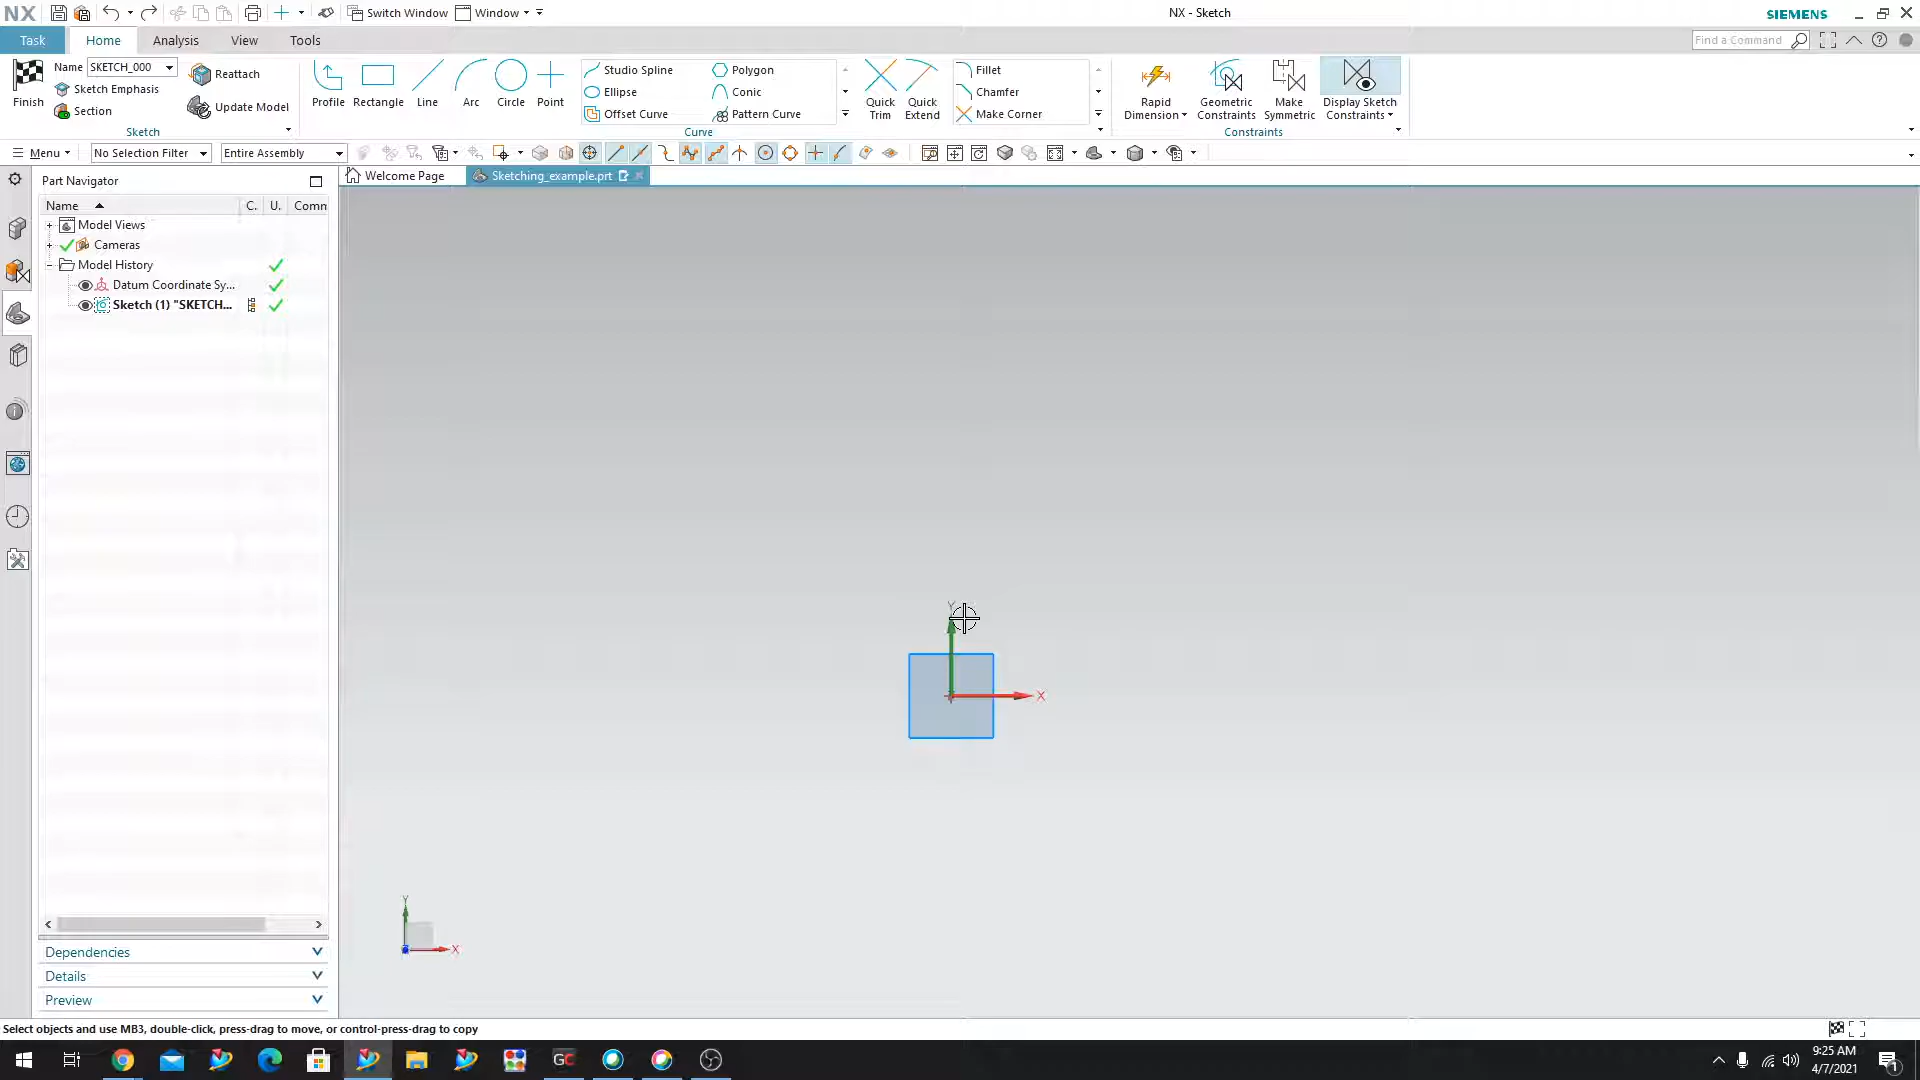 NX Switch Window Window NX - Sketch SIEMENS
Task Home Analysis View Tools Find a Command
Name SKETCH_000
Sketch Emphasis
Section
Finish
Reattach
Update Model
Sketch
Profile Rectangle Line Arc Circle Point
Studio Spline Polygon
Ellipse Conic
Offset Curve Pattern Curve
Quick Trim
Quick Extend
Fillet
Chamfer
Make Corner
Curve
Rapid Dimension
Geometric Constraints
Make Symmetric
Display Sketch Constraints
Constraints
Menu No Selection Filter Entire Assembly
Part Navigator
Welcome Page Sketching_example.prt
Name C. U. Comm
Model Views
Cameras
Model History
Datum Coordinate Sy...
Sketch (1) "SKETCH...
Y
X
Y
X
Dependencies
Details
Preview
Select objects and use MB3, double-click, press-drag to move, or control-press-drag to copy
GC
9:25 AM
4/7/2021
1